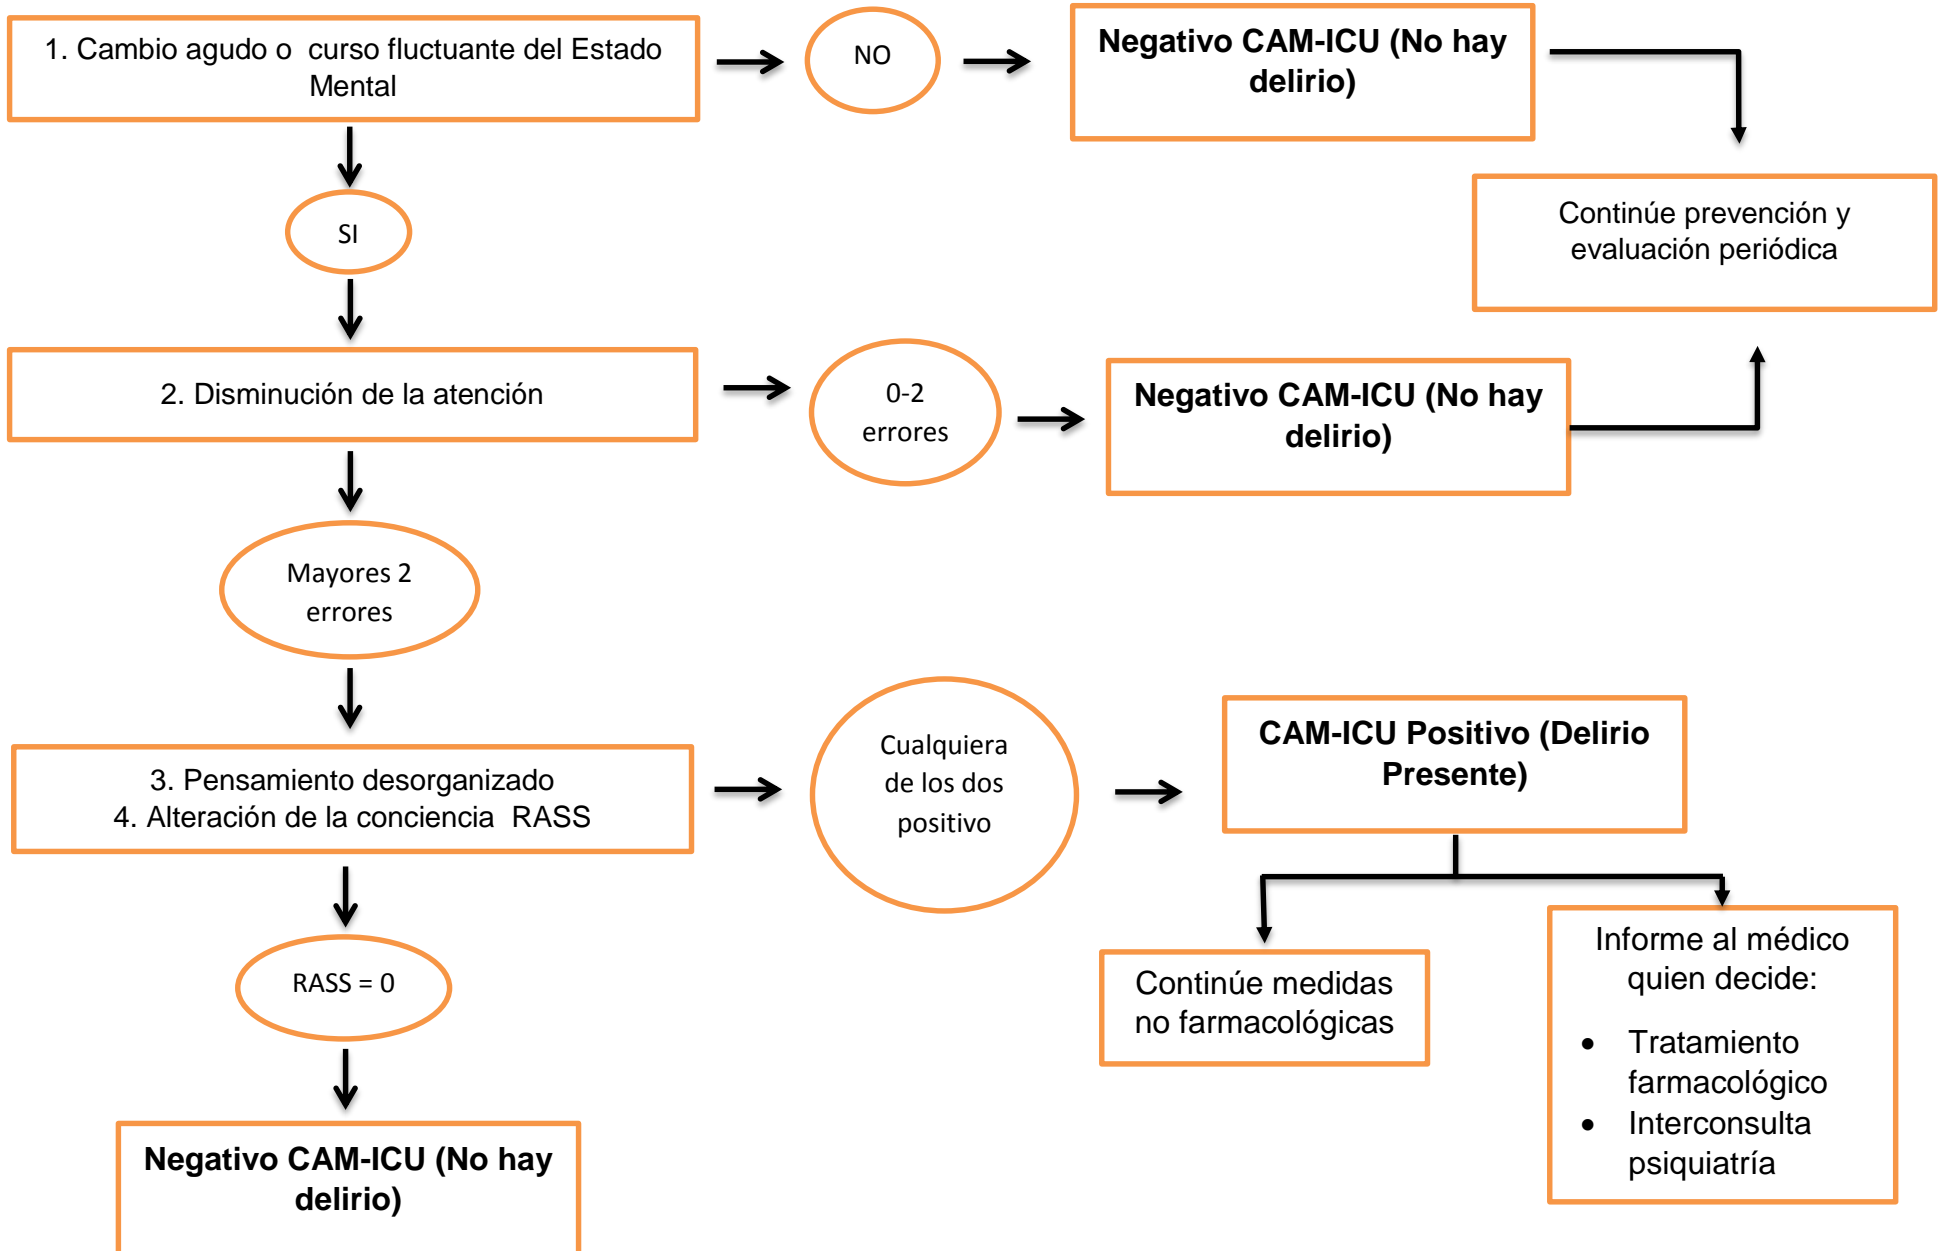 1. Cambio agudo o curso fluctuante del Estado
Mental
NO
Negativo CAM-ICU (No hay
delirio)
SI
Continúe prevención y
evaluación periódica
2. Disminución de la atención
0-2
errores
Negativo CAM-ICU (No hay
delirio)
Mayores 2
errores
3. Pensamiento desorganizado
4. Alteración de la conciencia RASS
Cualquiera
de los dos
positivo
CAM-ICU Positivo (Delirio
Presente)
RASS = 0
Continúe medidas
no farmacológicas
Informe al médico
quien decide:
• Tratamiento
farmacológico
• Interconsulta
psiquiatría
Negativo CAM-ICU (No hay
delirio)